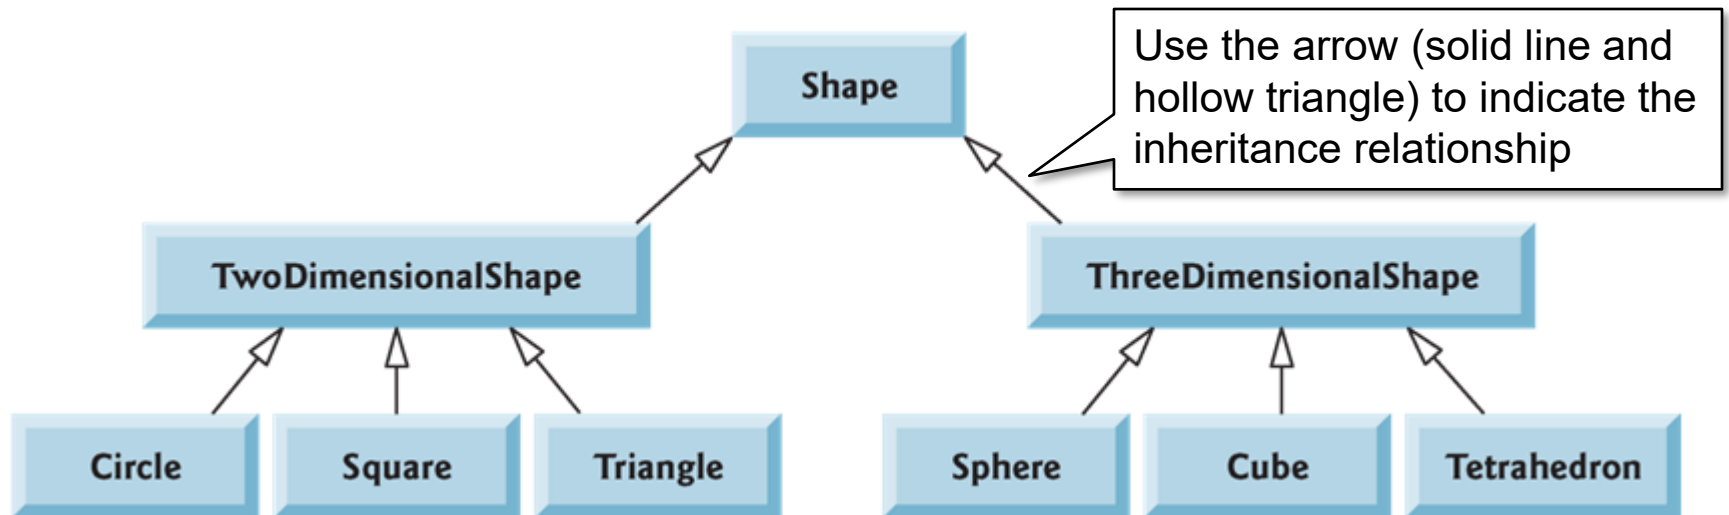 Shape
Use the arrow (solid line and
hollow triangle) to indicate the
inheritance relationship
TwoDimensionalShape
ThreeDimensionalShape
Circle
Square
Triangle
Sphere
Cube
Tetrahedron